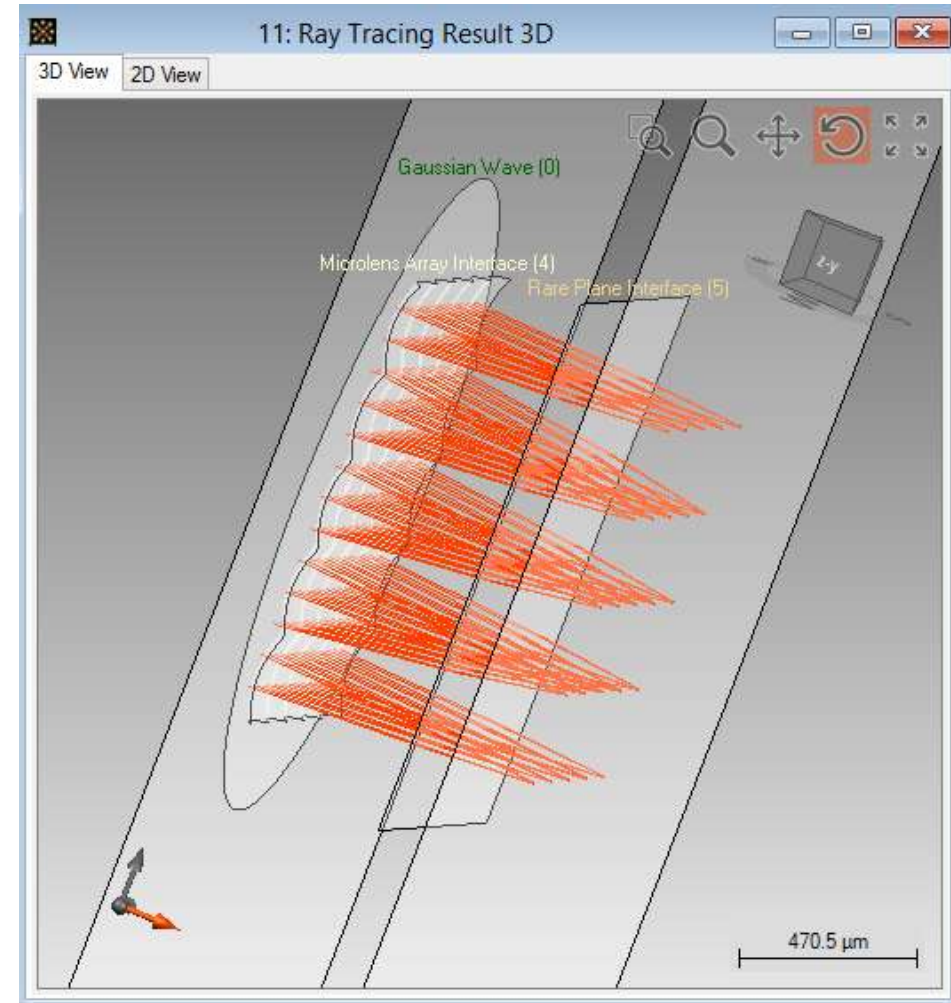 11: Ray Tracing Result 3D
3D View 2D View
Gaussian Wave (0)
Microlens Array Interface (4)
Rare Plane Interface (5)
z-y
470.5 µm